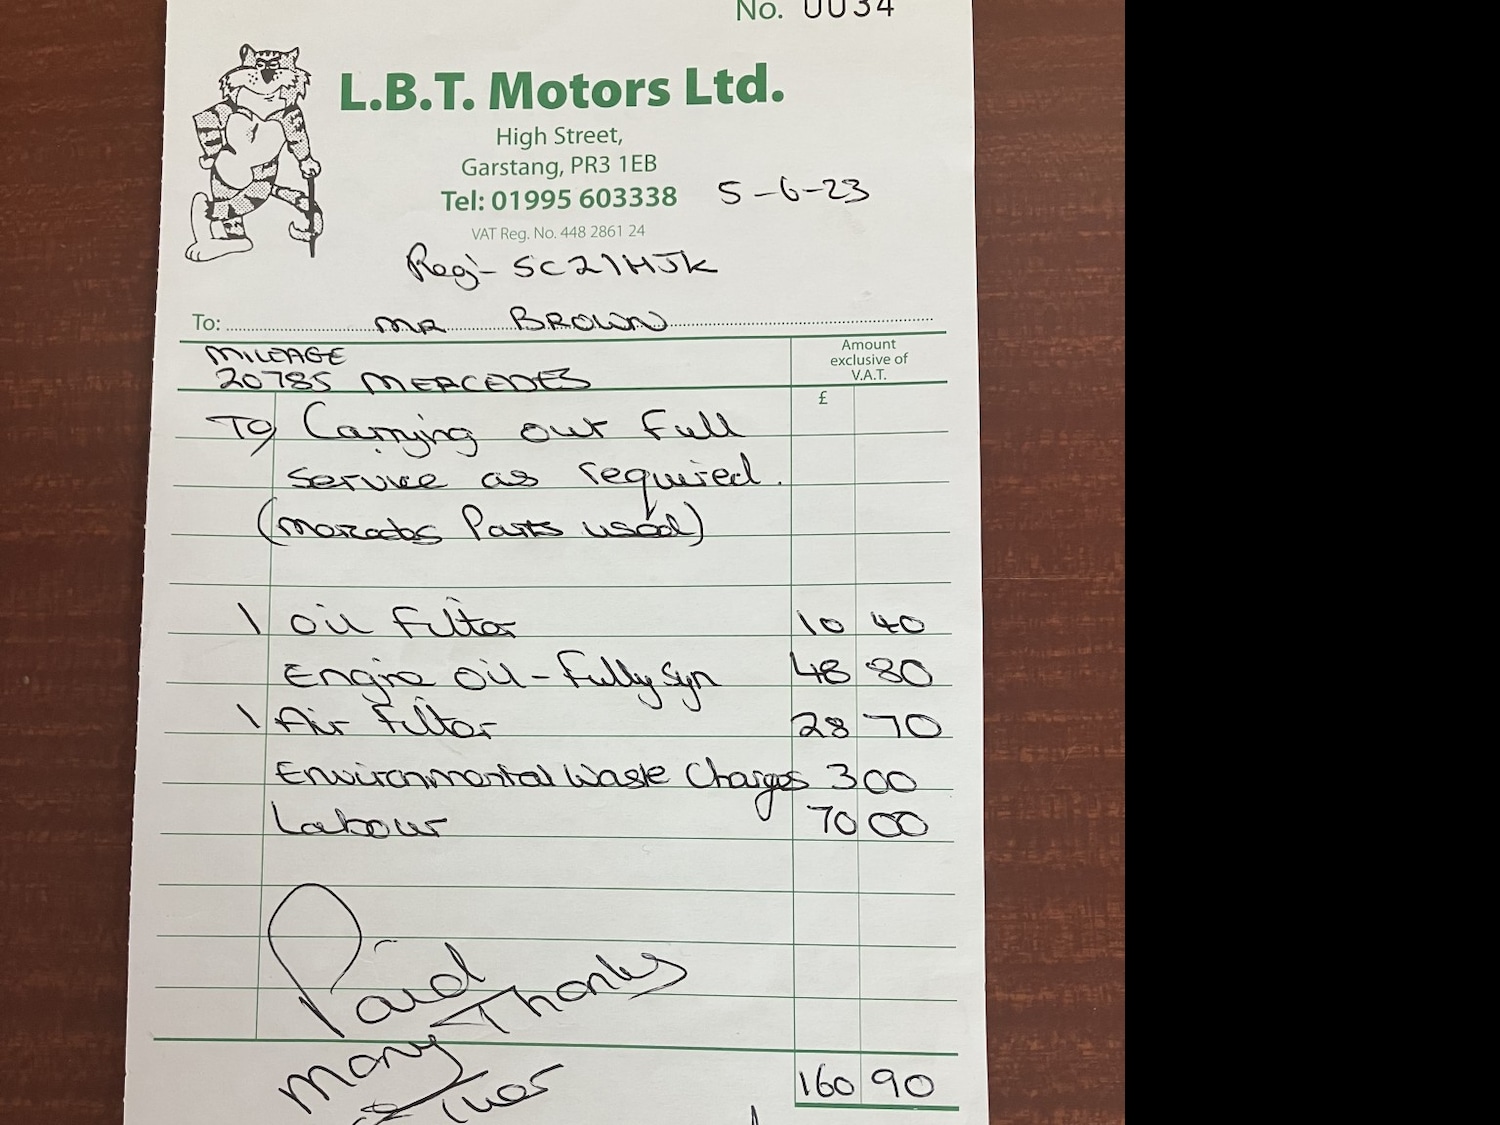 No. 0034
L.B.T. Motors Ltd.
High Street,
Garstang, PR3 1EB
Tel: 01995 603338 5-6-23
VAT Reg. No. 448 2861 24
Reg:- SC21HJK
To: MR BROWN
MILEAGE
20785 MERCEDES
Amount
exclusive of
V.A.T.
£
To Carrying out Full
Service as required.
(Mercedes Parts used)
1 Oil Filter 10 40
Engine Oil - Fully Syn 48 80
1 Air Filter 28 70
Environmental Waste Charges 3 00
Labour 70 00
Paid
Many Thanks
160 90